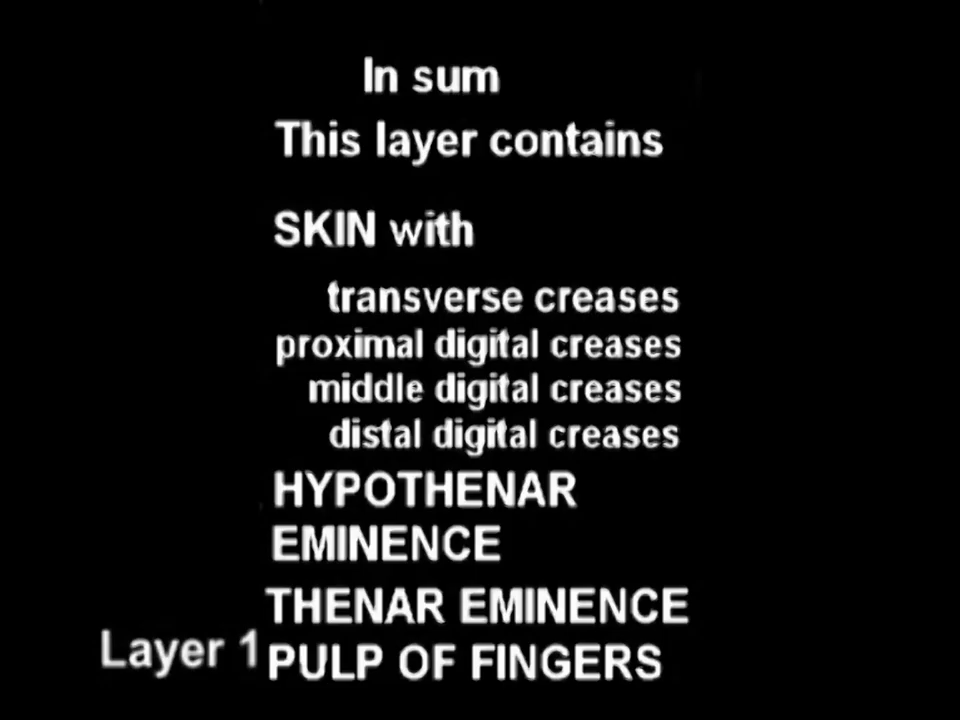 In sum
This layer contains
SKIN with
transverse creases
proximal digital creases
middle digital creases
distal digital creases
HYPOTHENAR
EMINENCE
THENAR EMINENCE
Layer 1
PULP OF FINGERS